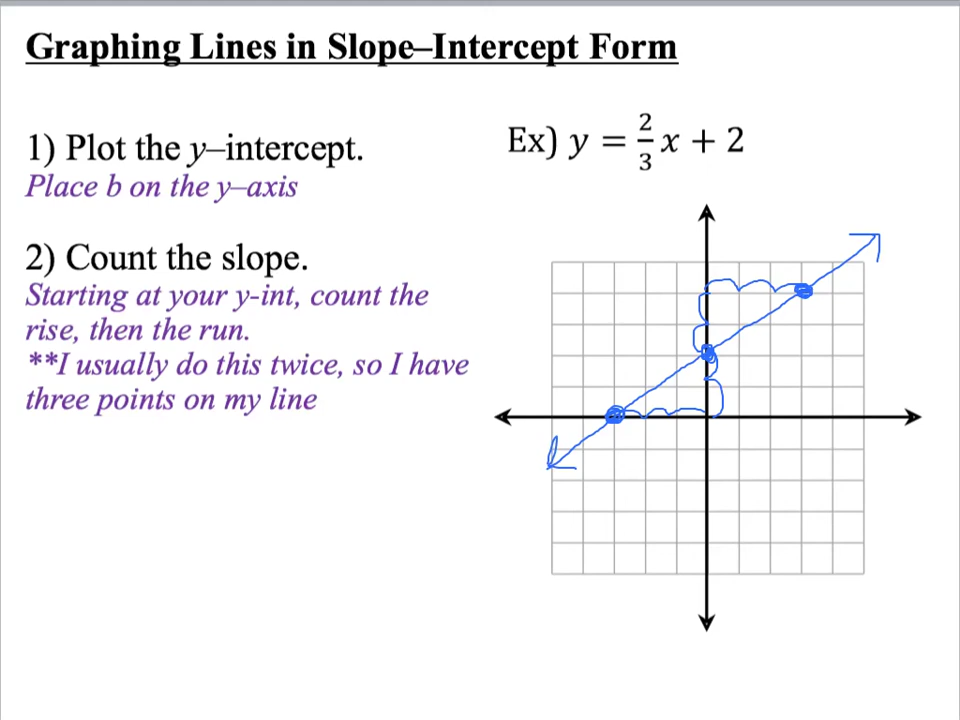 Graphing Lines in Slope–Intercept Form
1) Plot the y–intercept.
Place b on the y–axis
2) Count the slope.
Starting at your y-int, count the
rise, then the run.
**I usually do this twice, so I have
three points on my line
Ex) y = 2/3 x + 2